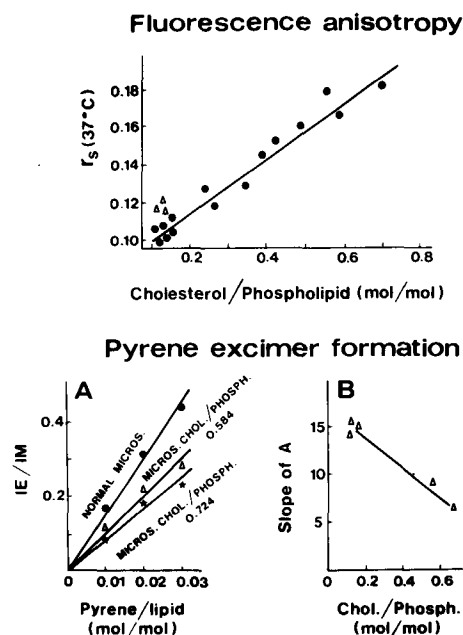 Fluorescence anisotropy
rs (37°C)
0.18
0.16
0.14
0.12
0.10
0.2 0.4 0.6 0.8
Cholesterol/Phospholipid (mol/mol)
Pyrene excimer formation
A
IE/IM
0.4
0.2
NORMAL MICROS.
MICROS. CHOL./PHOSPH.
0.584
MICROS. CHOL./PHOSPH.
0.724
0 0.01 0.02 0.03
Pyrene/lipid
(mol/mol)
B
Slope of A
15
10
5
0.2 0.4 0.6
Chol./Phosph.
(mol/mol)